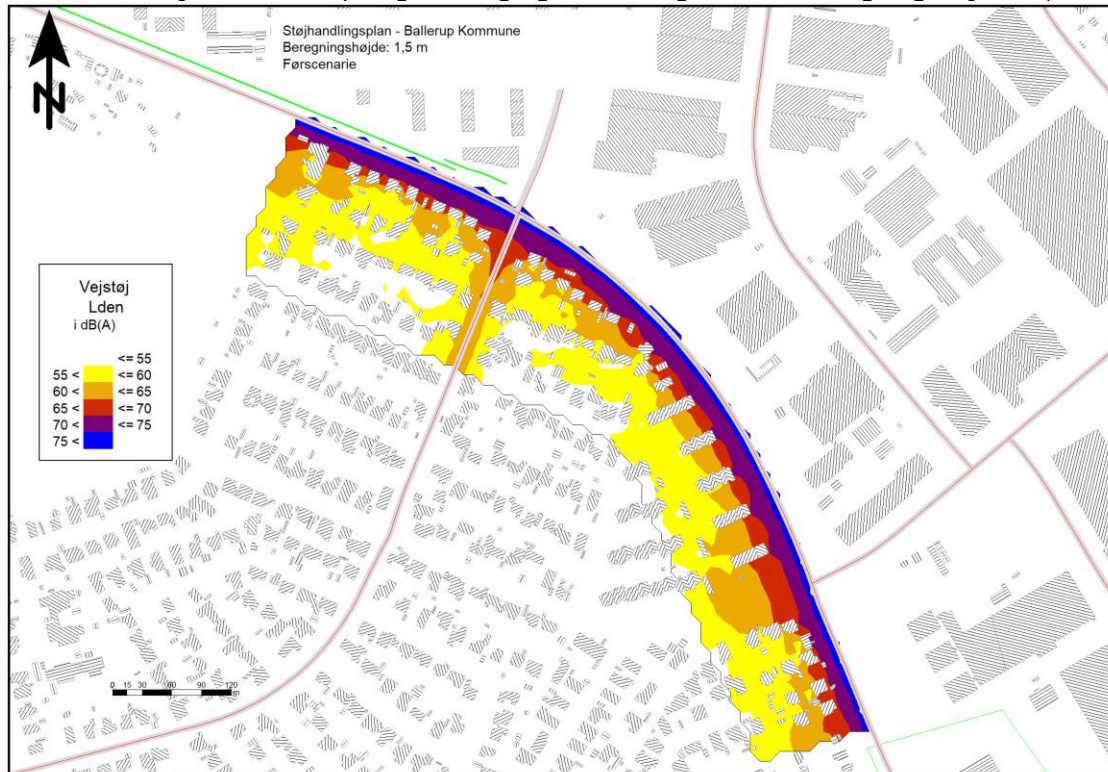 Støjhandlingsplan - Ballerup Kommune
Beregningshøjde: 1,5 m
Førscenarie
N
Vejstøj
Lden
i dB(A)
<= 55
55 < <= 60
60 < <= 65
65 < <= 70
70 < <= 75
75 <
0 15 30 60 90 120
m